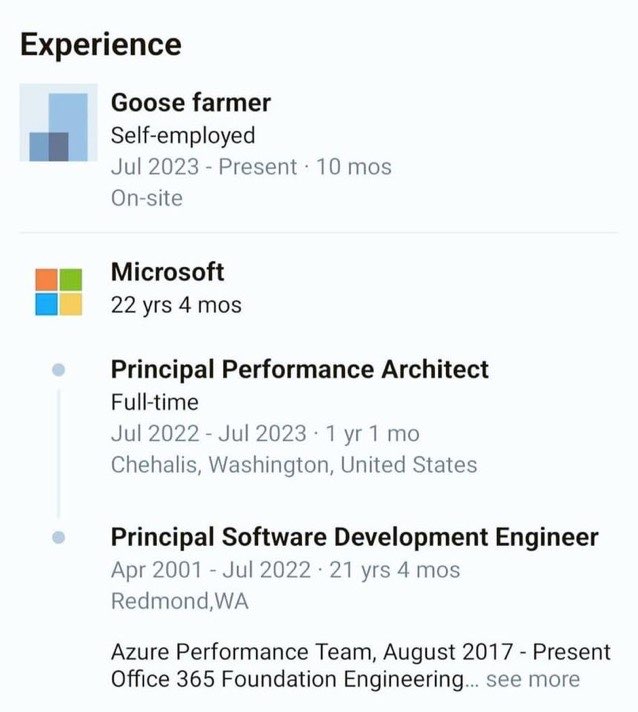 Experience
Goose farmer
Self-employed
Jul 2023 - Present · 10 mos
On-site
Microsoft
22 yrs 4 mos
Principal Performance Architect
Full-time
Jul 2022 - Jul 2023 · 1 yr 1 mo
Chehalis, Washington, United States
Principal Software Development Engineer
Apr 2001 - Jul 2022 · 21 yrs 4 mos
Redmond,WA
Azure Performance Team, August 2017 - Present
Office 365 Foundation Engineering... see more